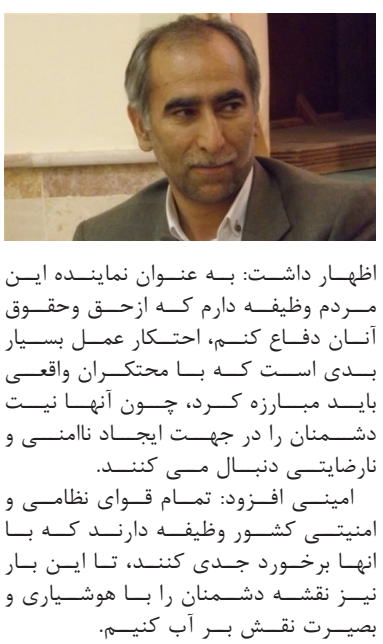 اظهار داشت: به عنوان نماینده این
مردم وظیفه دارم که ازحق وحقوق
آنان دفاع کنم، احتکار عمل بسیار
بدی است که با محتکران واقعی
باید مبارزه کرد، چون آنها نیت
دشمنان را در جهت ایجاد ناامنی و
نارضایتی دنبال می کنند.
امینی افزود: تمام قوای نظامی و
امنیتی کشور وظیفه دارند که با
انها برخورد جدی کنند، تا این بار
نیز نقشه دشمنان را با هوشیاری و
بصیرت نقش بر آب کنیم.